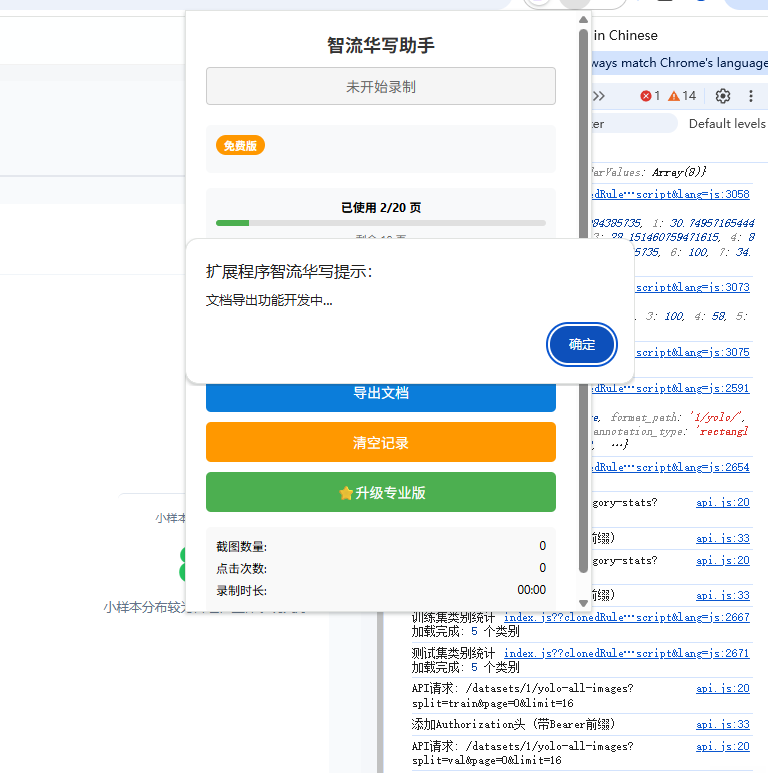 智流华写助手
未开始录制
免费版
已使用 2/20 页
扩展程序智流华写提示：
文档导出功能开发中...
确定
导出文档
清空记录
⭐升级专业版
截图数量: 0
点击次数: 0
录制时长: 00:00
小样本
小样本分布较
in Chinese
ways match Chrome's language
1 14
Default levels
arValues: Array(8)}
edRule…script&lang=js:3058
084385735, 1: 30.74957165444
3: 28.151460759471615, 4: 8
5735, 6: 100, 7: 34.
script&lang=js:3073
3: 100, 4: 58, 5:
script&lang=js:3075
edRule…script&lang=js:2591
format_path: '1/yolo/',
annotation_type: 'rectangl
…}
edRule…script&lang=js:2654
gory-stats? api.js:20
前缀) api.js:33
gory-stats? api.js:20
前缀) api.js:33
训练集类别统计 index.js??clonedRule…script&lang=js:2667
加载完成: 5 个类别
测试集类别统计 index.js??clonedRule…script&lang=js:2671
加载完成: 5 个类别
API请求: /datasets/1/yolo-all-images? api.js:20
split=train&page=0&limit=16
添加Authorization头 (带Bearer前缀) api.js:33
API请求: /datasets/1/yolo-all-images? api.js:20
split=val&page=0&limit=16